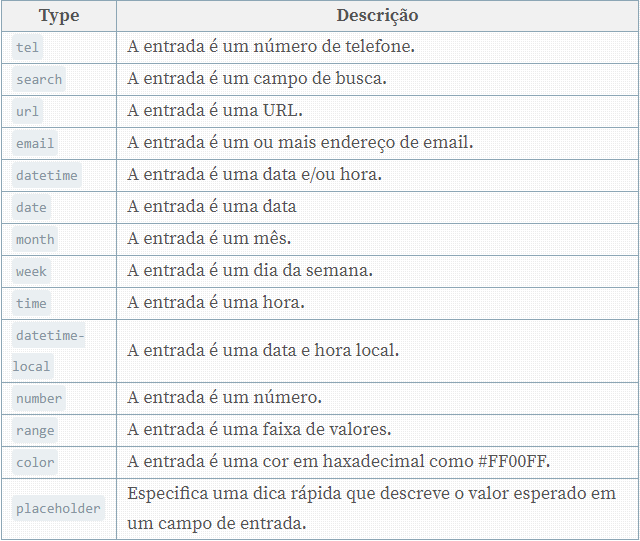 Type Descrição
tel A entrada é um número de telefone.
search A entrada é um campo de busca.
url A entrada é uma URL.
email A entrada é um ou mais endereço de email.
datetime A entrada é uma data e/ou hora.
date A entrada é uma data
month A entrada é um mês.
week A entrada é um dia da semana.
time A entrada é uma hora.
datetime-
local A entrada é uma data e hora local.
number A entrada é um número.
range A entrada é uma faixa de valores.
color A entrada é uma cor em haxadecimal como #FF00FF.
placeholder Especifica uma dica rápida que descreve o valor esperado em
um campo de entrada.